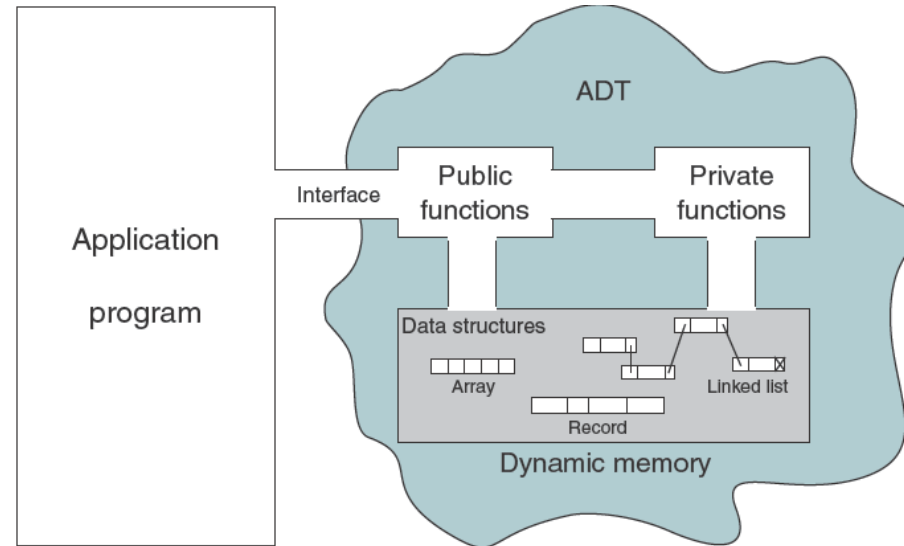 ADT
Public
functions
Private
functions
Interface
Application
program
Data structures
Array
Linked list
Record
Dynamic memory